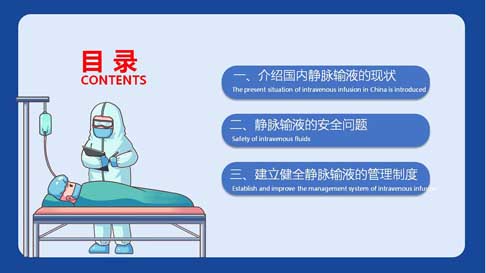 目 录
CONTENTS
一、介绍国内静脉输液的现状
The present situation of intravenous infusion in China is introduced
二、静脉输液的安全问题
Safety of intravenous fluids
三、建立健全静脉输液的管理制度
Establish and improve the management system of intravenous infusion